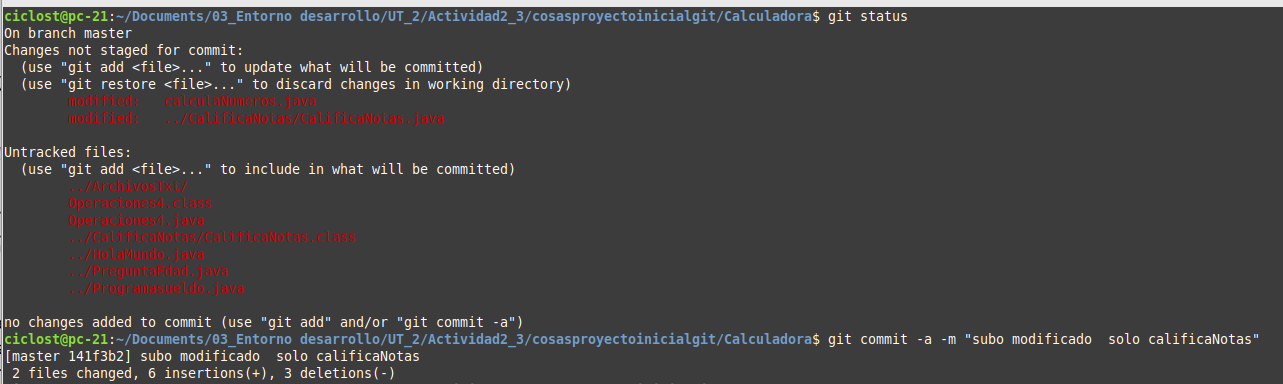 ciclost@pc-21:~/Documents/03_Entorno desarrollo/UT_2/Actividad2_3/cosasproyectoinicialgit/Calculadora$ git status
On branch master
Changes not staged for commit:
  (use "git add <file>..." to update what will be committed)
  (use "git restore <file>..." to discard changes in working directory)
        modified:   calculaNumeros.java
        modified:   ../CalificaNotas/CalificaNotas.java

Untracked files:
  (use "git add <file>..." to include in what will be committed)
        ../Archivostxt/
        Operaciones4.class
        Operaciones4.java
        ../CalificaNotas/CalificaNotas.class
        ../HolaMundo.java
        ../PreguntaEdad.java
        ../Programasueldo.java

no changes added to commit (use "git add" and/or "git commit -a")
ciclost@pc-21:~/Documents/03_Entorno desarrollo/UT_2/Actividad2_3/cosasproyectoinicialgit/Calculadora$ git commit -a -m "subo modificado  solo calificaNotas"
[master 141f3b2] subo modificado  solo calificaNotas
 2 files changed, 6 insertions(+), 3 deletions(-)